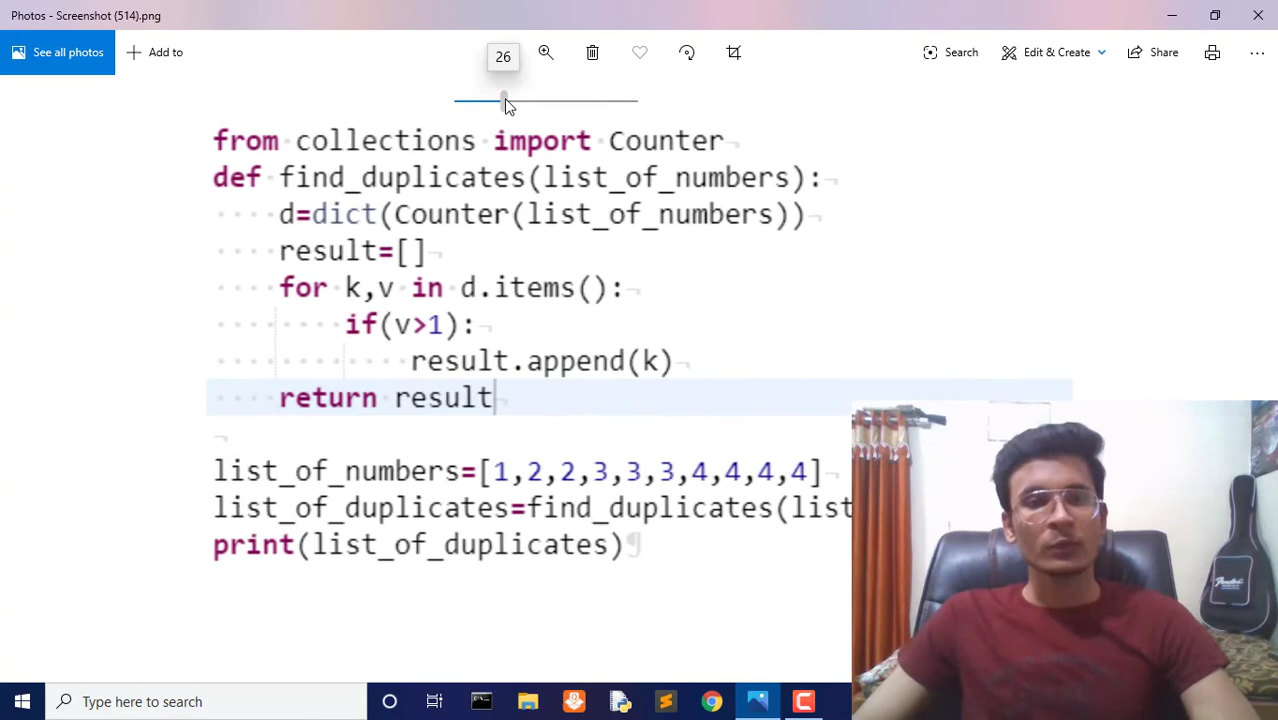 Photos - Screenshot (514).png
See all photos
Add to
26
Search
Edit & Create
Share
from collections import Counter
def find_duplicates(list_of_numbers):
    d=dict(Counter(list_of_numbers))
    result=[]
    for k,v in d.items():
        if(v>1):
            result.append(k)
    return result
list_of_numbers=[1,2,2,3,3,3,4,4,4,4]
list_of_duplicates=find_duplicates(list
print(list_of_duplicates)
Fender
Type here to search